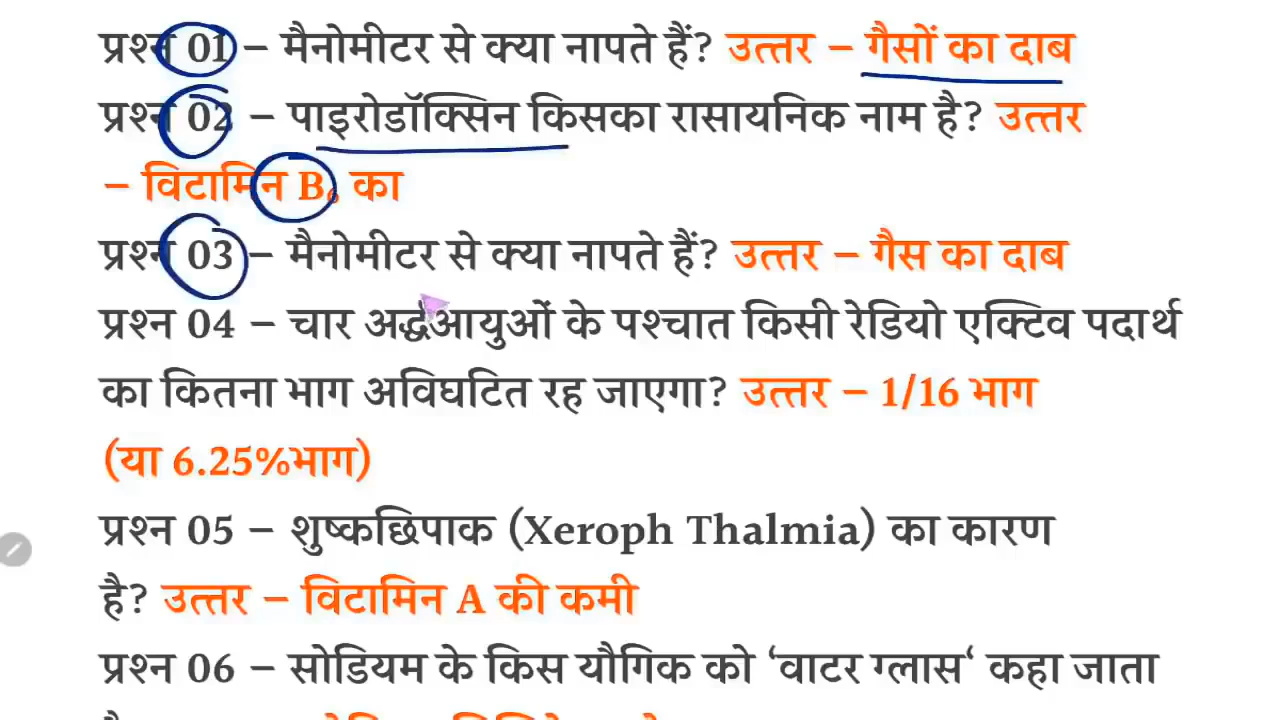 प्रश्न 01 – मैनोमीटर से क्या नापते हैं? उत्तर – गैसों का दाब
प्रश्न 02 – पाइरोडॉक्सिन किसका रासायनिक नाम है? उत्तर
– विटामिन B₆ का
प्रश्न 03 – मैनोमीटर से क्या नापते हैं? उत्तर – गैस का दाब
प्रश्न 04 – चार अर्द्धआयुओं के पश्चात किसी रेडियो एक्टिव पदार्थ
का कितना भाग अविघटित रह जाएगा? उत्तर – 1/16 भाग
(या 6.25%भाग)
प्रश्न 05 – शुष्कछिपाक (Xeroph Thalmia) का कारण
है? उत्तर – विटामिन A की कमी
प्रश्न 06 – सोडियम के किस यौगिक को ‘वाटर ग्लास‘ कहा जाता